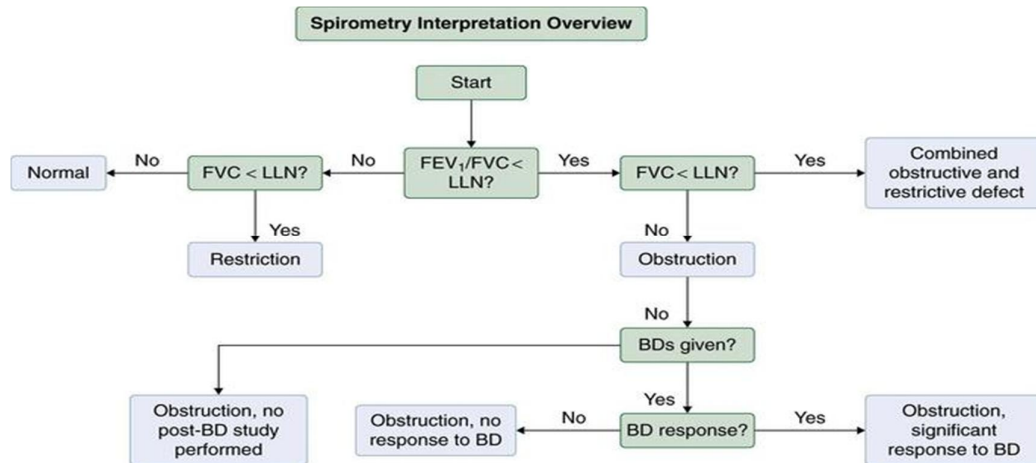 Spirometry Interpretation Overview
Start
Normal
No
FVC < LLN?
No
FEV₁/FVC <
LLN?
Yes
FVC < LLN?
Yes
Combined
obstructive and
restrictive defect
Yes
Restriction
No
Obstruction
No
BDs given?
Yes
Obstruction, no
post-BD study
performed
Obstruction, no
response to BD
No
BD response?
Yes
Obstruction,
significant
response to BD